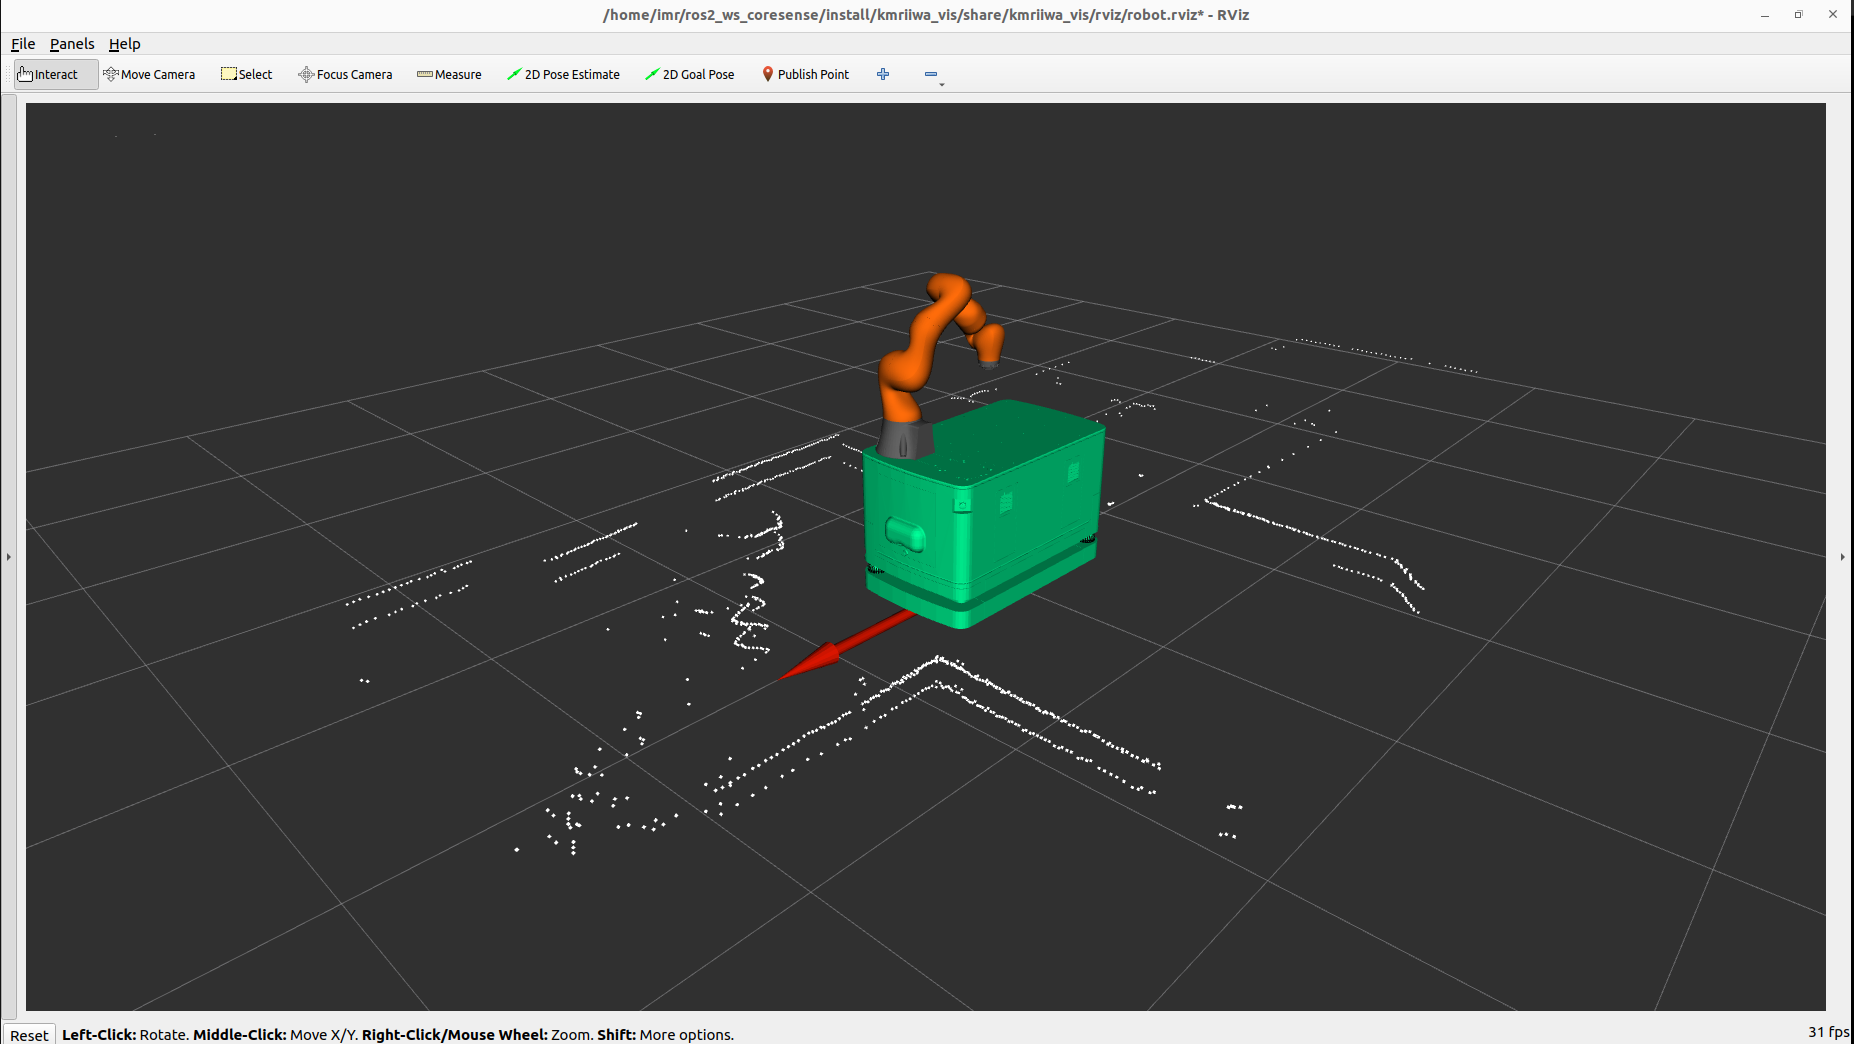 /home/imr/ros2_ws_coresense/install/kmriiwa_vis/share/kmriiwa_vis/rviz/robot.rviz* - RViz
File Panels Help
Interact Move Camera Select Focus Camera Measure 2D Pose Estimate 2D Goal Pose Publish Point
Reset Left-Click: Rotate. Middle-Click: Move X/Y. Right-Click/Mouse Wheel: Zoom. Shift: More options. 31 fps